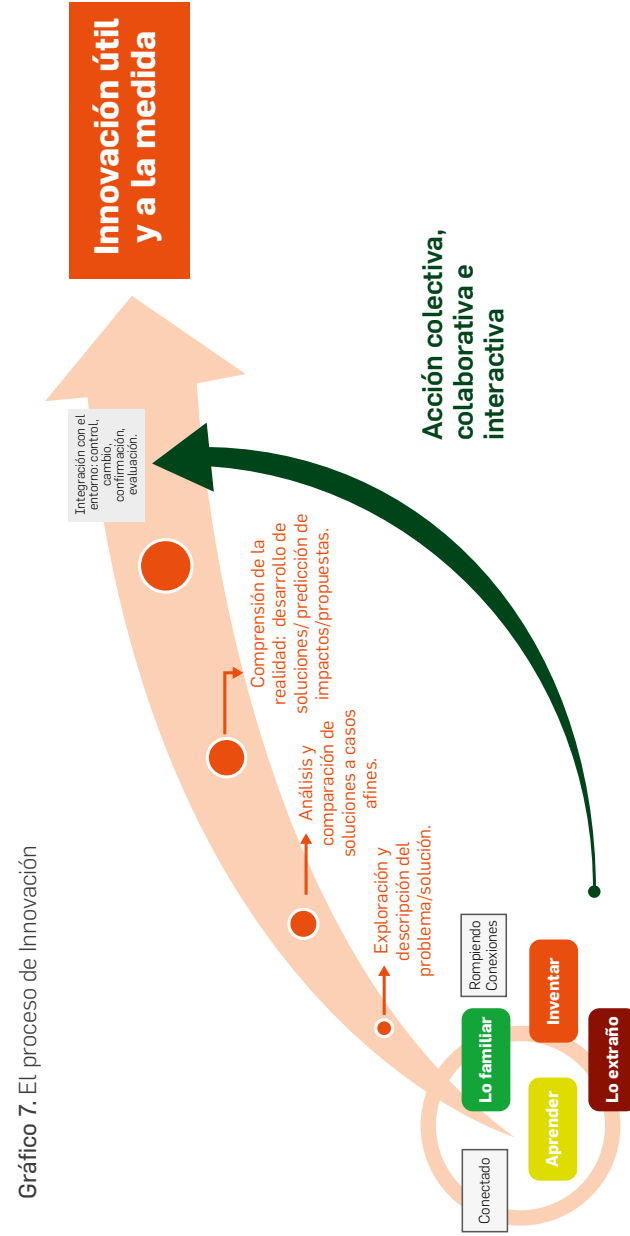 Gráfico 7. El proceso de Innovación
Innovación útil
y a la medida
Integración con el
entorno: control,
cambio,
confirmación,
evaluación.
Comprensión de la
realidad: desarrollo de
soluciones/ predicción de
impactos/propuestas.
Análisis y
comparación de
soluciones a casos
afines.
Exploración y
descripción del
problema/solución.
Acción colectiva,
colaborativa e
interactiva
Conectado
Lo familiar
Rompiendo
Conexiones
Aprender
Inventar
Lo extraño